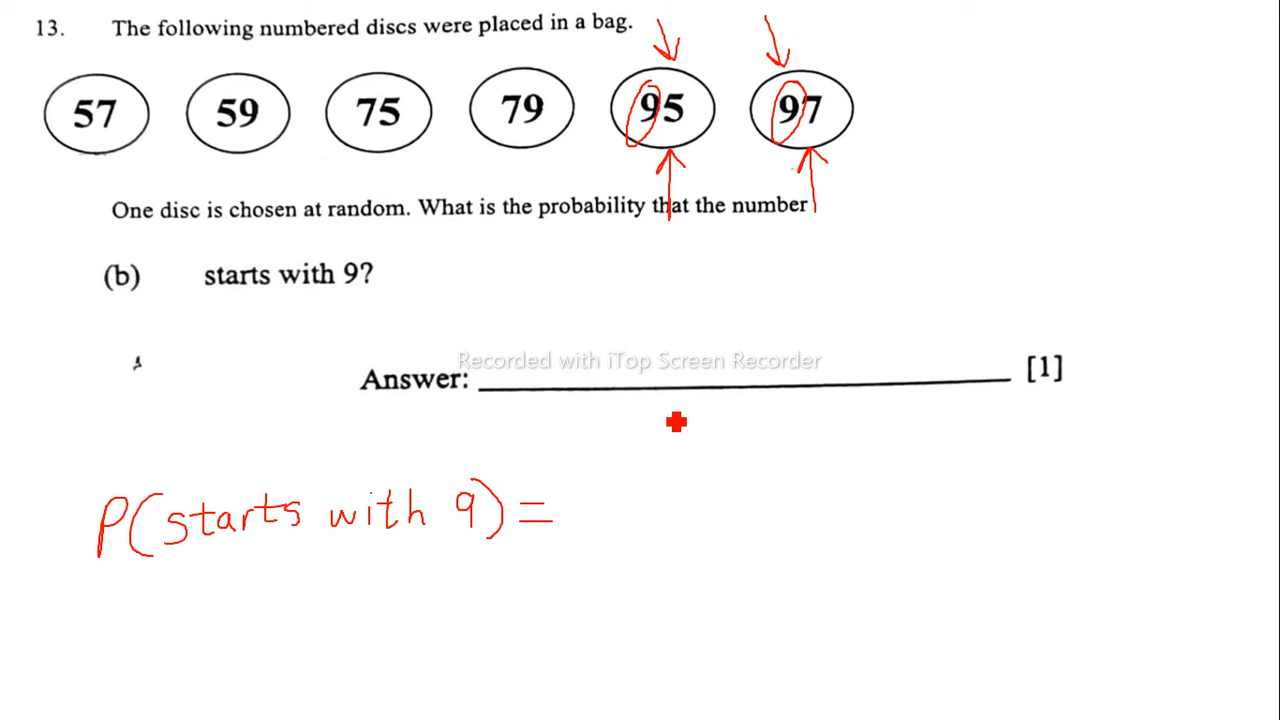 13. The following numbered discs were placed in a bag.
57 59 75 79 95 97
One disc is chosen at random. What is the probability that the number
(b) starts with 9?
Recorded with iTop Screen Recorder
Answer: [1]
P(starts with 9) =